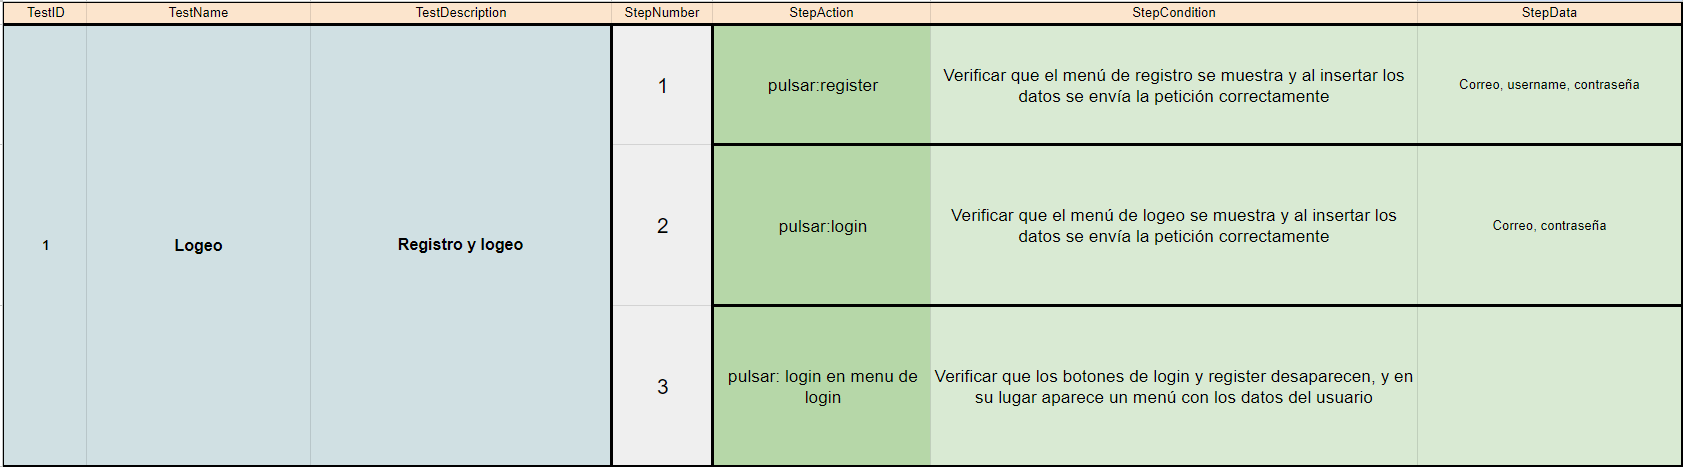 TestID TestName TestDescription StepNumber StepAction StepCondition StepData
1 Logeo Registro y logeo
1 pulsar:register
Verificar que el menú de registro se muestra y al insertar los
datos se envía la petición correctamente
Correo, username, contraseña
2 pulsar:login
Verificar que el menú de logeo se muestra y al insertar los
datos se envía la petición correctamente
Correo, contraseña
3
pulsar: login en menu de
login
Verificar que los botones de login y register desaparecen, y en
su lugar aparece un menú con los datos del usuario